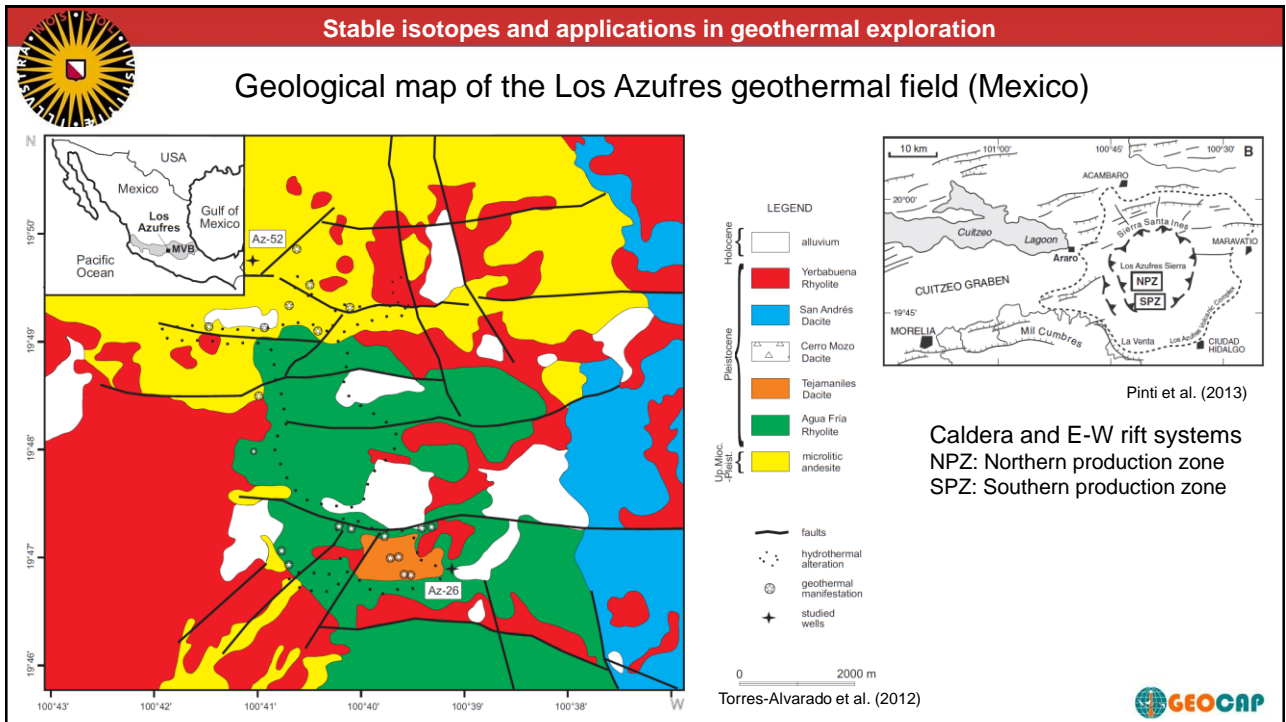 Stable isotopes and applications in geothermal exploration
Geological map of the Los Azufres geothermal field (Mexico)
N
USA
Mexico
Gulf of
Mexico
Los
Azufres
MVB
Pacific
Ocean
Az-52
Az-26
19°50'
19°49'
19°48'
19°47'
19°46'
100°43'
100°42'
100°41'
100°40'
100°39'
100°38'
W
LEGEND
Holocene
alluvium
Pleistocene
Yerbabuena
Rhyolite
San Andrés
Dacite
Cerro Mozo
Dacite
Tejamaniles
Dacite
Agua Fría
Rhyolite
Up.Mioc.
-Pleist.
microlitic
andesite
faults
hydrothermal
alteration
geothermal
manifestation
studied
wells
0 2000 m
Torres-Alvarado et al. (2012)
10 km
101°00'
100°45'
100°30'
B
ACAMBARO
20°00'
Sierra Santa Ines
Cuitzeo
Lagoon
MARAVATIO
Araro
Los Azufres Sierra
CUITZEO GRABEN
NPZ
SPZ
19°45'
MORELIA
Mil Cumbres
La Venta
Los Azufres Volcanic Complex
CIUDAD
HIDALGO
Pinti et al. (2013)
Caldera and E-W rift systems
NPZ: Northern production zone
SPZ: Southern production zone
GEOCAP